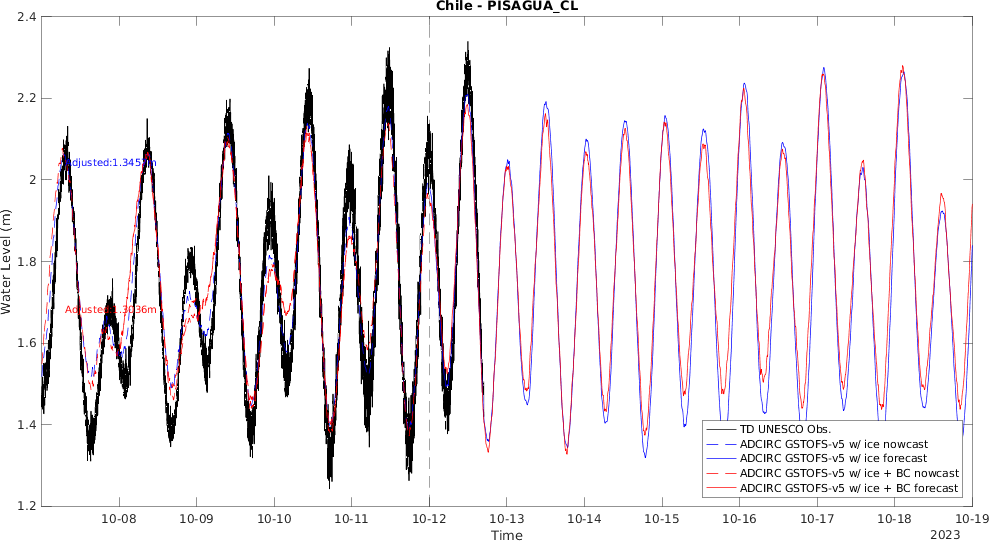 Chile - PISAGUA_CL
Water Level (m)
2.4
2.2
2
1.8
1.6
1.4
1.2
Adjusted:1.345 m
Adjusted:1.3036m
TD UNESCO Obs.
ADCIRC GSTOFS-v5 w/ ice nowcast
ADCIRC GSTOFS-v5 w/ ice forecast
ADCIRC GSTOFS-v5 w/ ice + BC nowcast
ADCIRC GSTOFS-v5 w/ ice + BC forecast
10-08 10-09 10-10 10-11 10-12 10-13 10-14 10-15 10-16 10-17 10-18 10-19
Time
2023